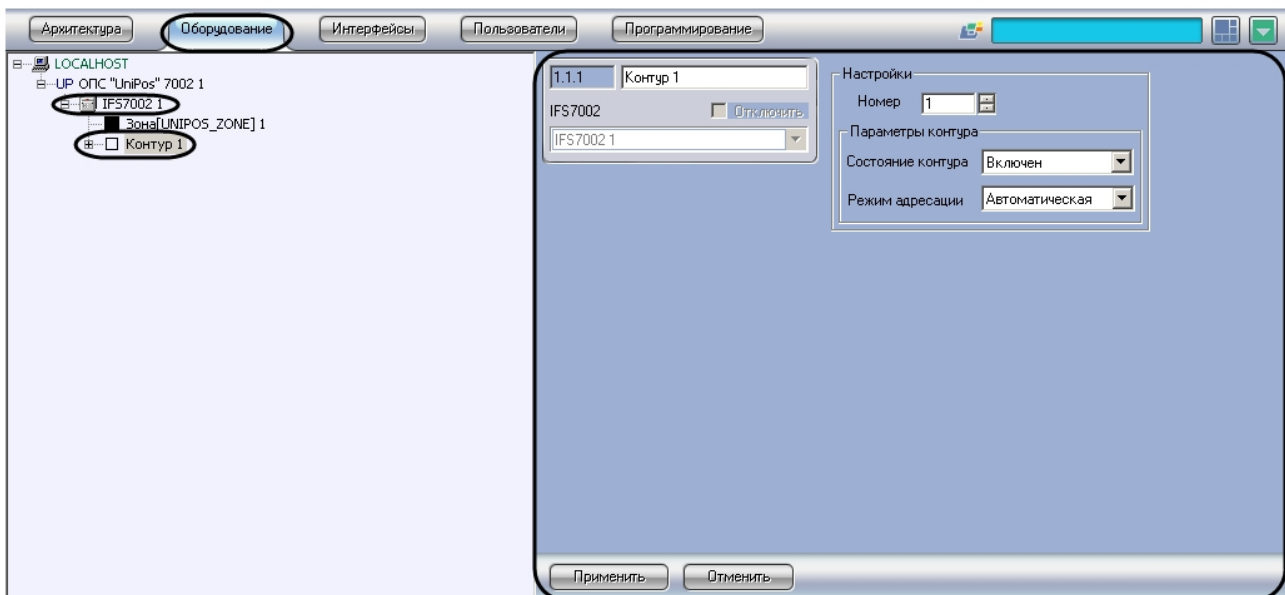 Архитектура Оборудование Интерфейсы Пользователи Программирование
LOCALHOST
UP ОПС "UniPos" 7002 1
IFS7002 1
Зона[UNIPOS_ZONE] 1
Контур 1
1.1.1 Контур 1
IFS7002 Отключить
IFS7002 1
Настройки
Номер 1
Параметры контура
Состояние контура Включен
Режим адресации Автоматическая
Применить Отменить